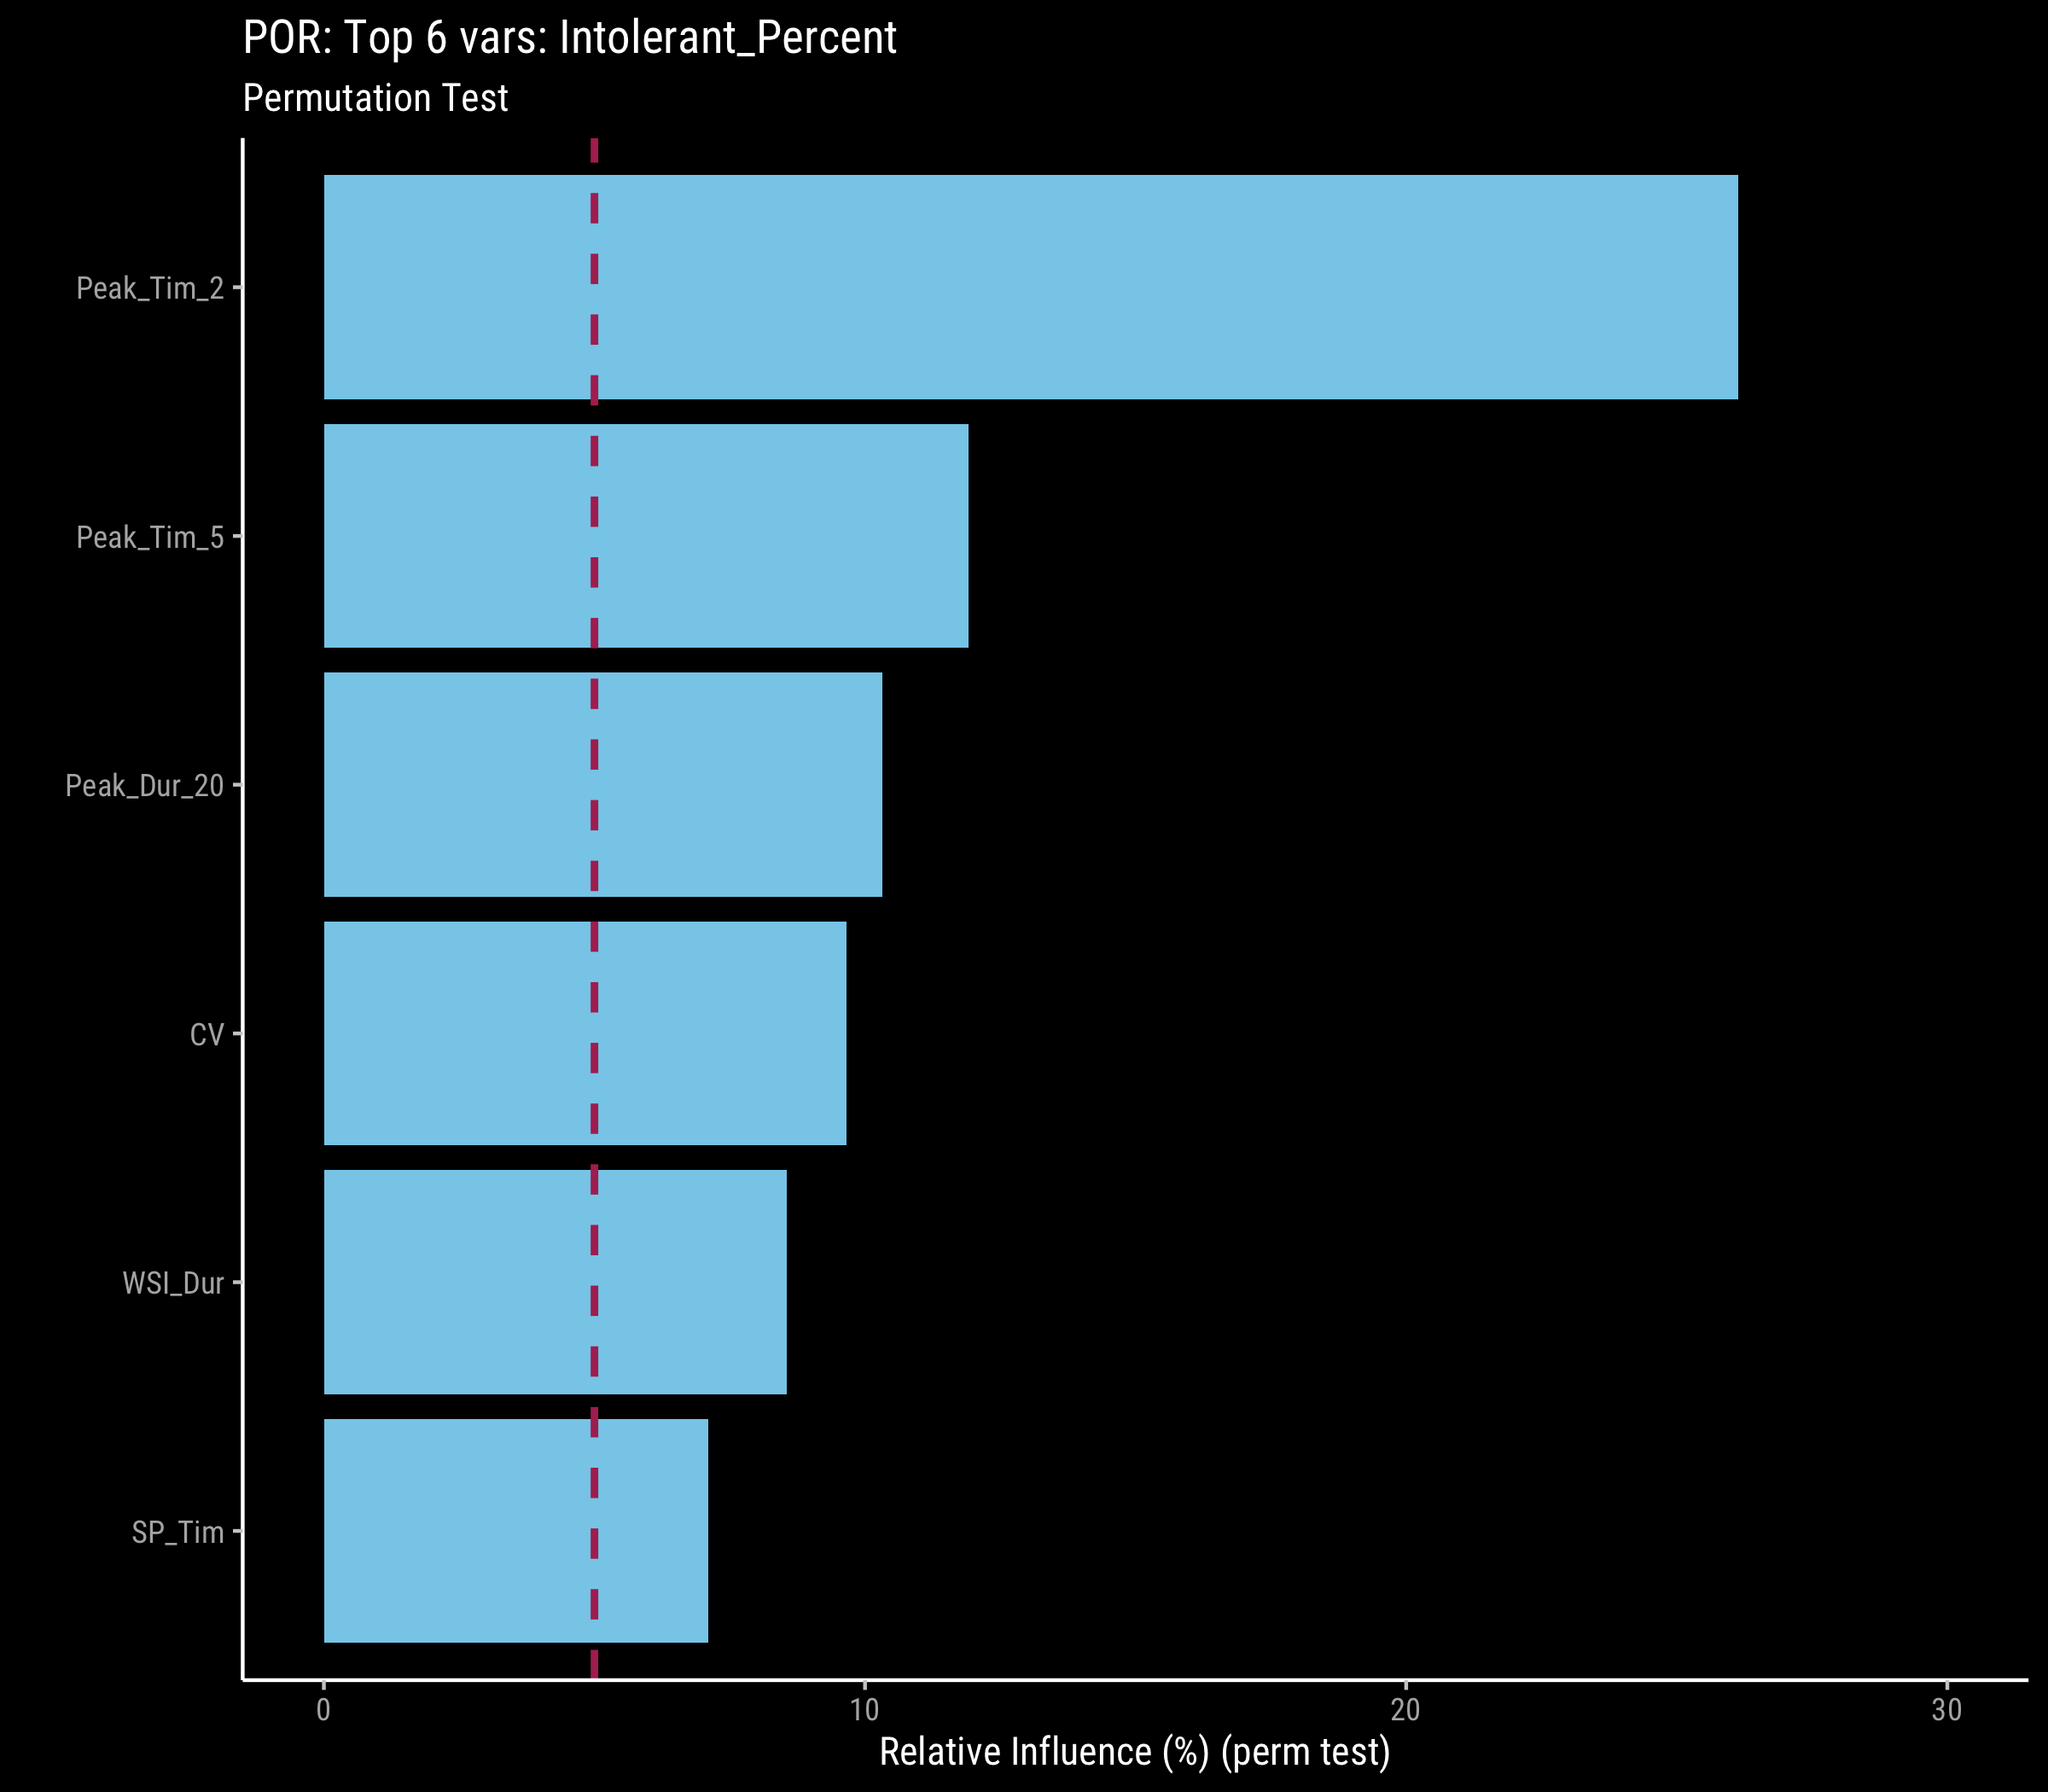 POR: Top 6 vars: Intolerant_Percent
Permutation Test
Peak_Tim_2
Peak_Tim_5
Peak_Dur_20
CV
WSI_Dur
SP_Tim
0 10 20 30
Relative Influence (%) (perm test)